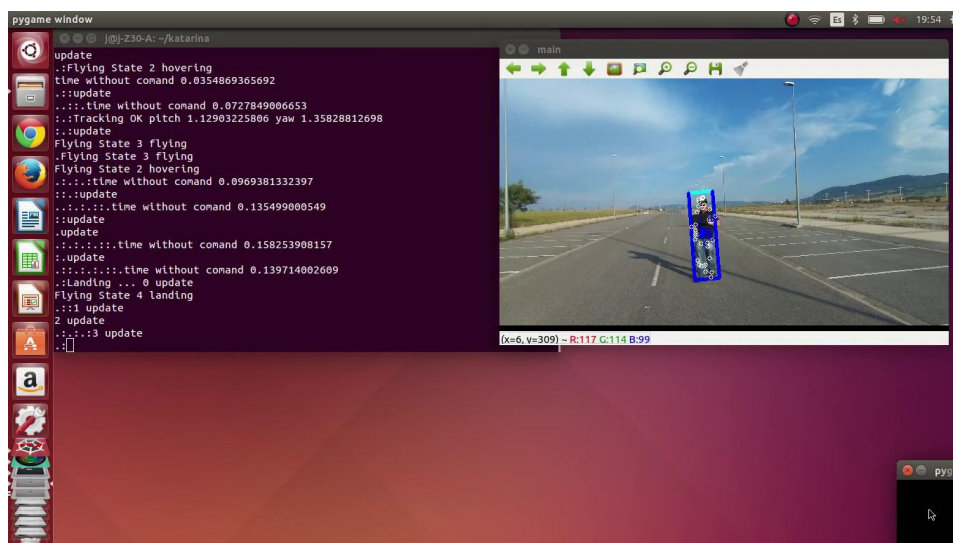 pygame window
Es
19:54
j@j-Z30-A: ~/katarina
update
.:Flying State 2 hovering
time without comand 0.0354869365692
.::update
..::.time without comand 0.0727849006653
:.:Tracking OK pitch 1.12903225806 yaw 1.35828812698
:.:update
Flying State 3 flying
.Flying State 3 flying
Flying State 2 hovering
.:.:.:time without comand 0.0969381332397
::.:update
.:.:.:.::.time without comand 0.135499000549
::update
.update
.:.:.:.::.time without comand 0.158253908157
:.update
.::.:.:.::.time without comand 0.139714002609
.:Landing ... 0 update
Flying State 4 landing
.::1 update
2 update
.:.:.:3 update
.:
main
(x=6, y=309) ~ R:117 G:114 B:99
pyg